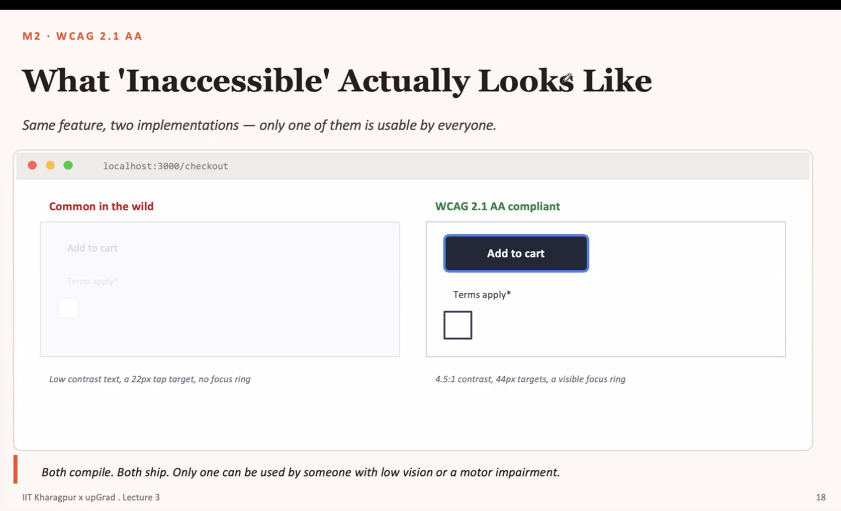 M2 · WCAG 2.1 AA
What 'Inaccessible' Actually Looks Like
Same feature, two implementations — only one of them is usable by everyone.
localhost:3000/checkout
Common in the wild
Add to cart
Terms apply*
Low contrast text, a 22px tap target, no focus ring
WCAG 2.1 AA compliant
Add to cart
Terms apply*
4.5:1 contrast, 44px targets, a visible focus ring
Both compile. Both ship. Only one can be used by someone with low vision or a motor impairment.
IIT Kharagpur x upGrad . Lecture 3
18